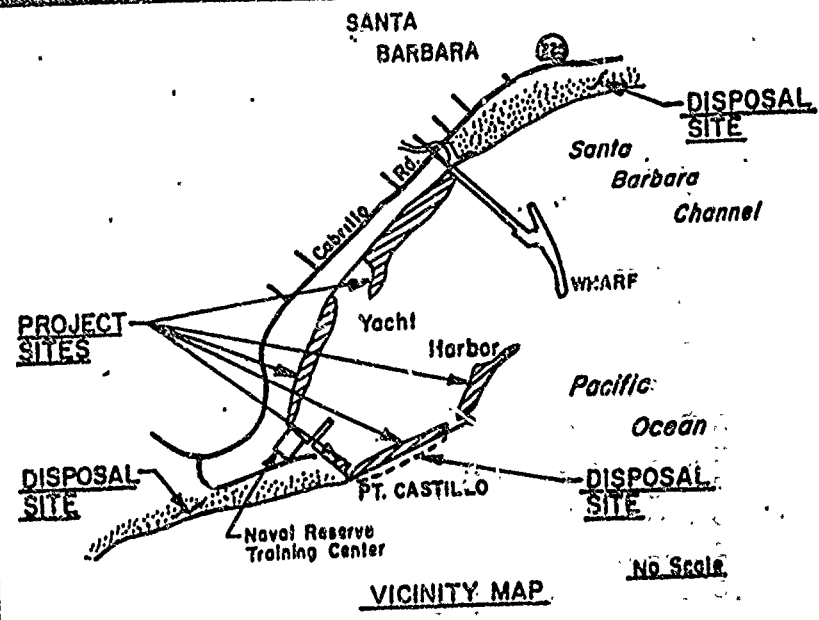 SANTA
BARBARA
DISPOSAL
SITE
Santa
Barbara
Channel
Cabrillo Rd.
WHARF
PROJECT
SITES
Yacht
Harbor
Pacific
Ocean
DISPOSAL
SITE
PT. CASTILLO
DISPOSAL
SITE
Naval Reserve
Training Center
No Scale
VICINITY MAP